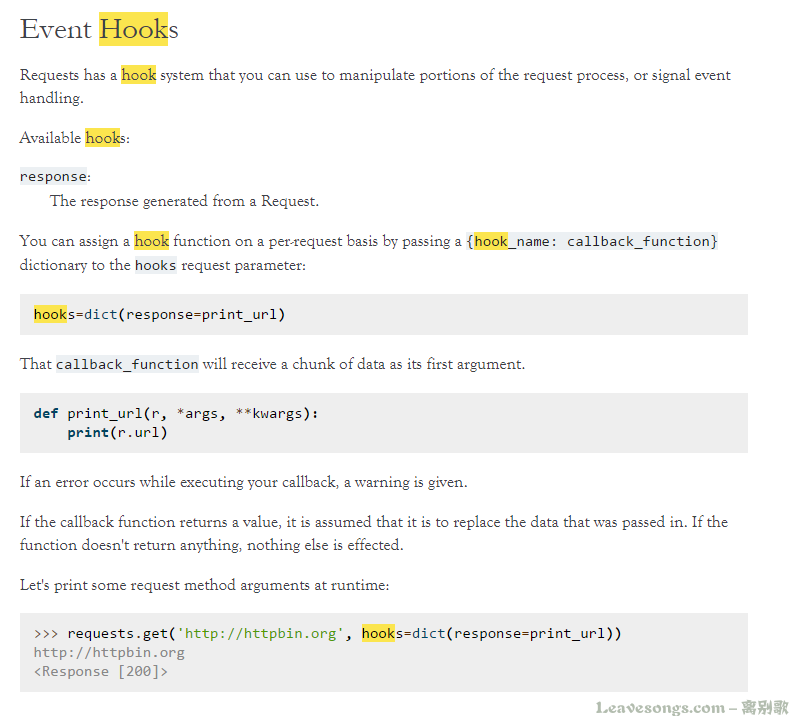 Event Hooks
Requests has a hook system that you can use to manipulate portions of the request process, or signal event
handling.
Available hooks:
response:
The response generated from a Request.
You can assign a hook function on a per-request basis by passing a {hook_name: callback_function}
dictionary to the hooks request parameter:
hooks=dict(response=print_url)
That callback_function will receive a chunk of data as its first argument.
def print_url(r, *args, **kwargs):
    print(r.url)
If an error occurs while executing your callback, a warning is given.
If the callback function returns a value, it is assumed that it is to replace the data that was passed in. If the
function doesn't return anything, nothing else is effected.
Let's print some request method arguments at runtime:
>>> requests.get('http://httpbin.org', hooks=dict(response=print_url))
http://httpbin.org
<Response [200]>
Leavesongs.com – 离别歌